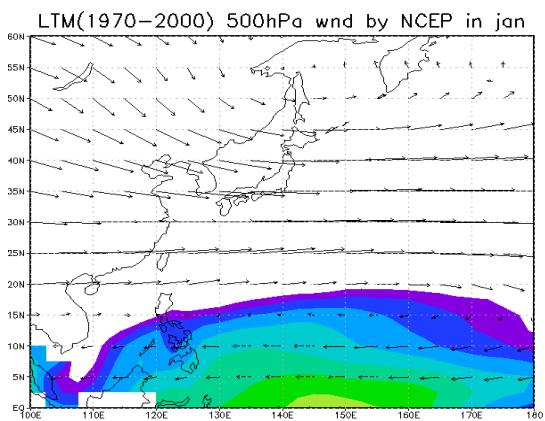 LTM(1970−2000) 500hPa wnd by NCEP in jan
60N
55N
50N
45N
40N
35N
30N
25N
20N
15N
10N
5N
EQ
100E 110E 120E 130E 140E 150E 160E 170E 180